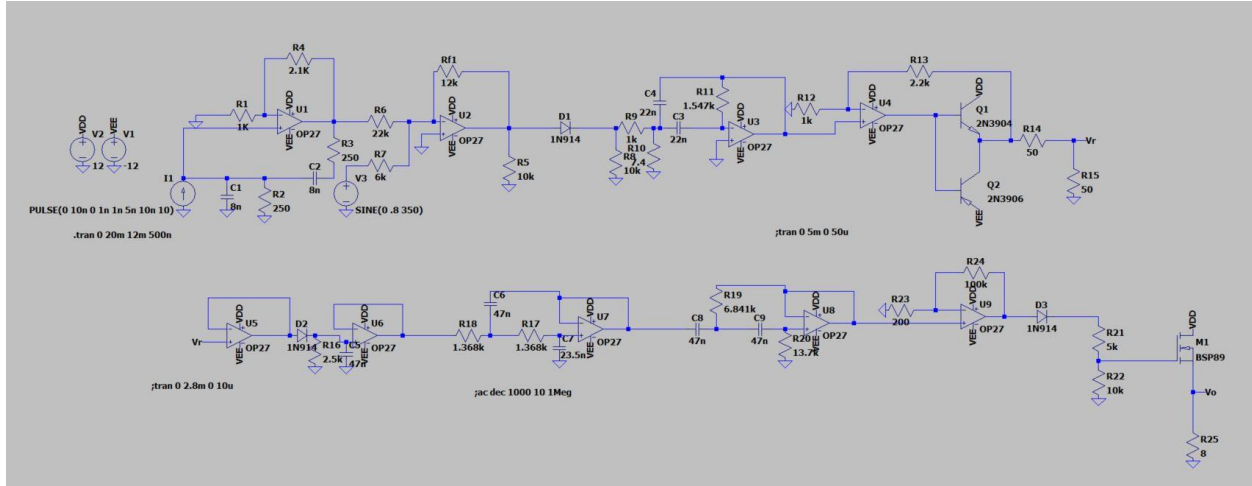 VDD
V2
12
VEE
V1
-12
I1
PULSE(0 10n 0 1n 1n 5n 10n 10)
.tran 0 20m 12m 500n
R4
2.1K
R1
1K
VDD
U1
VEE
OP27
R3
250
C2
8n
C1
8n
R2
250
R6
22k
R7
6k
V3
SINE(0 .8 350)
Rf1
12k
VDD
U2
VEE
OP27
R5
10k
D1
1N914
R9
1k
R8
10k
R10
7.4
C4
22n
C3
22n
R11
1.547k
VDD
U3
VEE
OP27
R12
1k
R13
2.2k
VDD
U4
VEE
OP27
VDD
Q1
2N3904
Q2
2N3906
VEE
R14
50
Vr
R15
50
;tran 0 5m 0 50u
Vr
VDD
U5
VEE
OP27
D2
1N914
R16
2.5k
C5
47n
VDD
U6
VEE
OP27
;tran 0 2.8m 0 10u
R18
1.368k
C6
47n
R17
1.368k
C7
23.5n
VDD
U7
VEE
OP27
;ac dec 1000 10 1Meg
C8
47n
R19
6.841k
C9
47n
R20
13.7k
VDD
U8
VEE
OP27
R23
200
R24
100k
VDD
U9
VEE
OP27
D3
1N914
R21
5k
R22
10k
VDD
M1
BSP89
Vo
R25
8